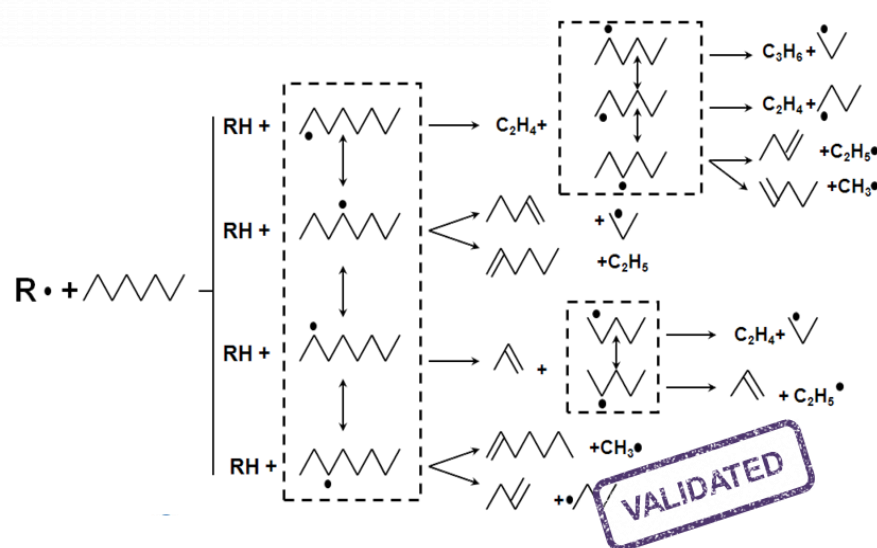 C₃H₆ +
RH +
C₂H₄+
C₂H₄ +
+C₂H₅•
+CH₃•
RH +
+
+C₂H₅
R • +
RH +
+
C₂H₄+
+ C₂H₅•
RH +
+CH₃•
+•
VALIDATED